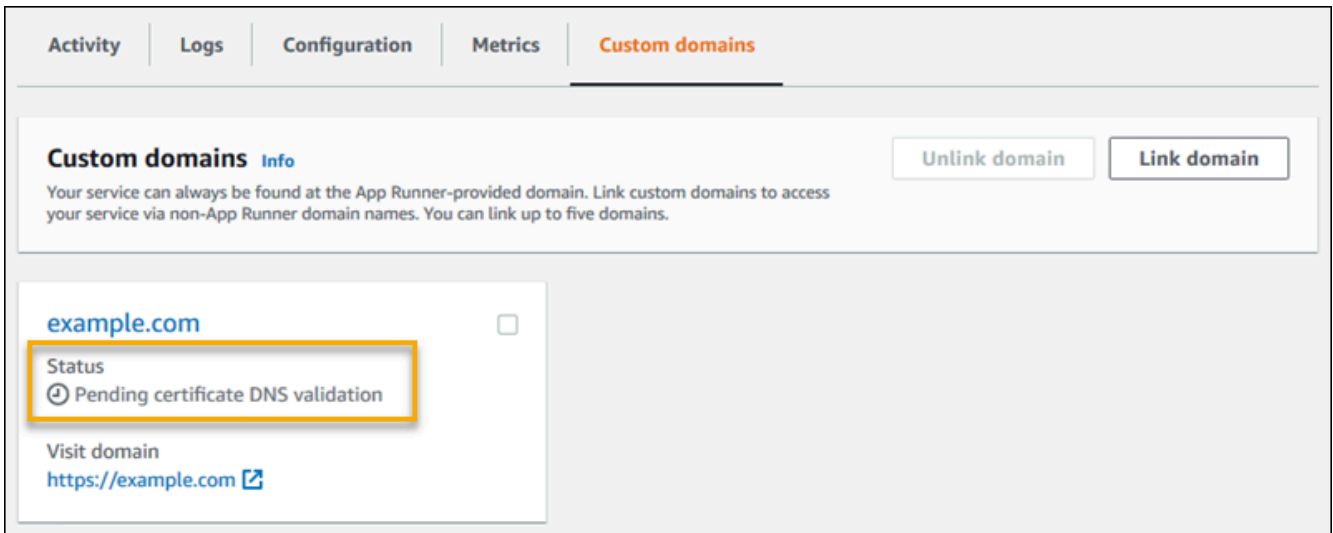 Activity Logs Configuration Metrics Custom domains
Custom domains Info Unlink domain Link domain
Your service can always be found at the App Runner-provided domain. Link custom domains to access
your service via non-App Runner domain names. You can link up to five domains.
example.com
Status
Pending certificate DNS validation
Visit domain
https://example.com